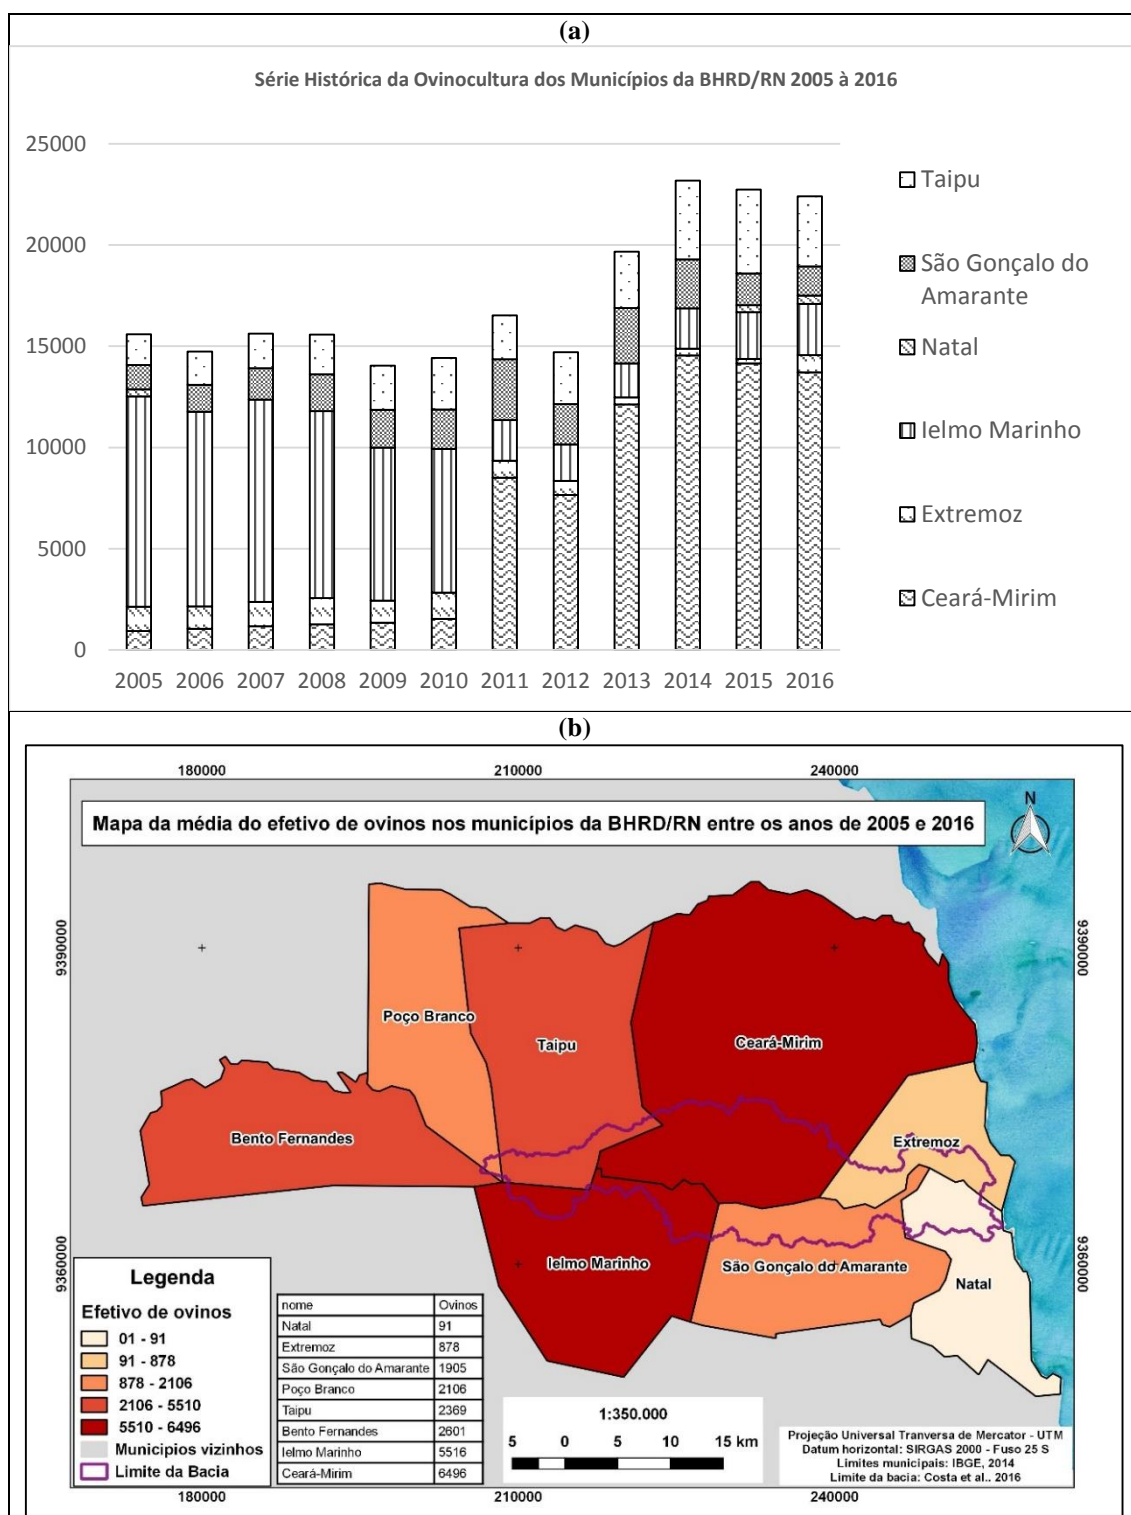 (a)
Série Histórica da Ovinocultura dos Municípios da BHRD/RN 2005 à 2016
25000
20000
15000
10000
5000
0
2005 2006 2007 2008 2009 2010 2011 2012 2013 2014 2015 2016
Taipu
São Gonçalo do
Amarante
Natal
Ielmo Marinho
Extremoz
Ceará-Mirim
(b)
180000 210000 240000
Mapa da média do efetivo de ovinos nos municípios da BHRD/RN entre os anos de 2005 e 2016
N
9390000 9390000
Poço Branco
Taipu
Ceará-Mirim
Bento Fernandes
Extremoz
9360000 9360000
Ielmo Marinho
São Gonçalo do Amarante
Natal
Legenda
Efetivo de ovinos
01 - 91
91 - 878
878 - 2106
2106 - 5510
5510 - 6496
Municipios vizinhos
Limite da Bacia
nome Ovinos
Natal 91
Extremoz 878
São Gonçalo do Amarante 1905
Poço Branco 2106
Taipu 2369
Bento Fernandes 2601
Ielmo Marinho 5516
Ceará-Mirim 6496
1:350.000
5 0 5 10 15 km
Projeção Universal Tranversa de Mercator - UTM
Datum horizontal: SIRGAS 2000 - Fuso 25 S
Limites municipais: IBGE, 2014
Limite da bacia: Costa et al.. 2016
180000 210000 240000